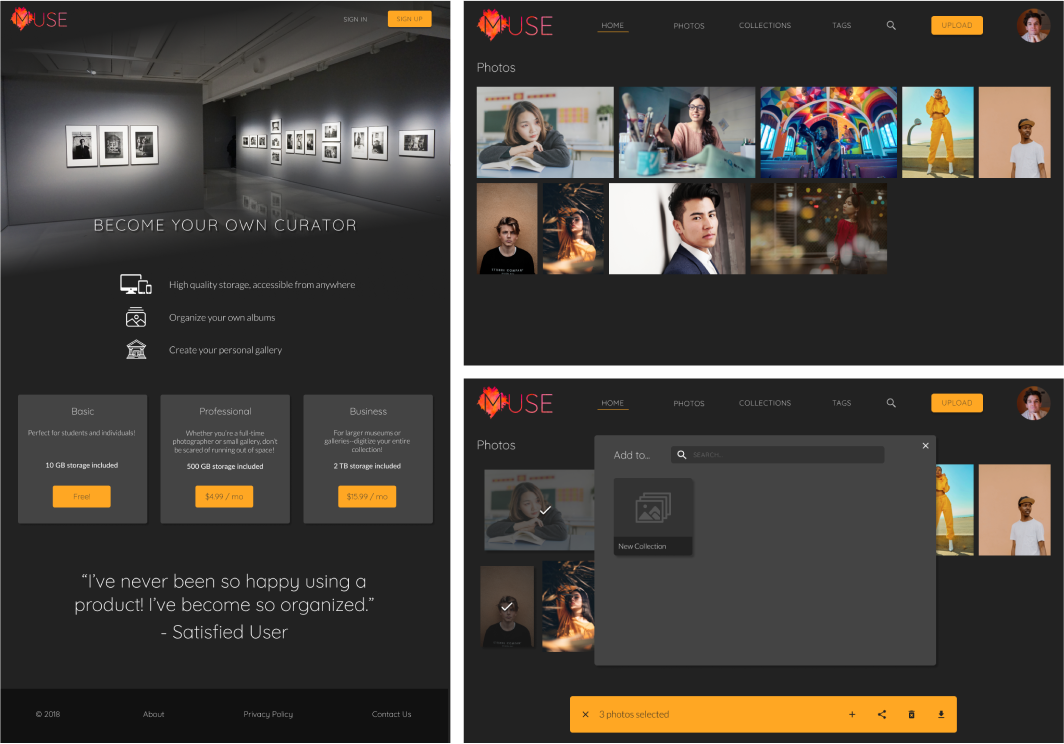 MUSE
SIGN IN
SIGN UP
BECOME YOUR OWN CURATOR
High quality storage, accessible from anywhere
Organize your own albums
Create your personal gallery
Basic
Perfect for students and individuals!
10 GB storage included
Free!
Professional
Whether you're a full-time
photographer or small gallery, don't
be scared of running out of space!
500 GB storage included
$4.99 / mo
Business
For larger museums or
galleries--digitize your entire
collection!
2 TB storage included
$15.99 / mo
“I've never been so happy using a
product! I've become so organized.”
- Satisfied User
© 2018
About
Privacy Policy
Contact Us
MUSE
HOME
PHOTOS
COLLECTIONS
TAGS
UPLOAD
Photos
MUSE
HOME
PHOTOS
COLLECTIONS
TAGS
UPLOAD
Photos
Add to...
SEARCH...
New Collection
3 photos selected